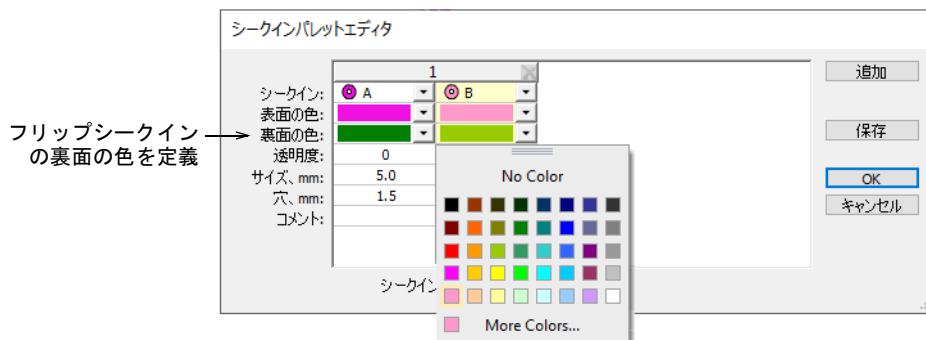 シークインパレットエディタ
1
追加
シークイン: A B
表面の色:
フリップシークイン
の裏面の色を定義
裏面の色:
保存
透明度: 0
No Color
サイズ、mm: 5.0
OK
穴、mm: 1.5
キャンセル
コメント:
シークイン
More Colors...